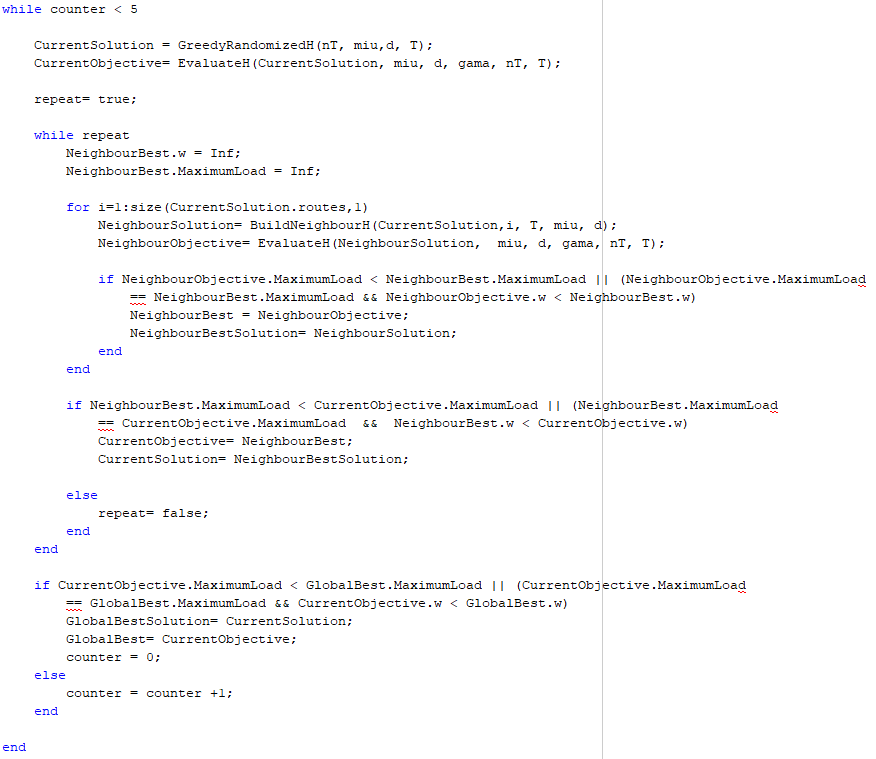 while counter < 5
CurrentSolution = GreedyRandomizedH(nT, miu,d, T);
CurrentObjective= EvaluateH(CurrentSolution, miu, d, gama, nT, T);
repeat= true;
while repeat
NeighbourBest.w = Inf;
NeighbourBest.MaximumLoad = Inf;
for i=1:size(CurrentSolution.routes,1)
NeighbourSolution= BuildNeighbourH(CurrentSolution,i, T, miu, d);
NeighbourObjective= EvaluateH(NeighbourSolution,  miu, d, gama, nT, T);
if NeighbourObjective.MaximumLoad < NeighbourBest.MaximumLoad || (NeighbourObjective.MaximumLoad
== NeighbourBest.MaximumLoad && NeighbourObjective.w < NeighbourBest.w)
NeighbourBest = NeighbourObjective;
NeighbourBestSolution= NeighbourSolution;
end
end
if NeighbourBest.MaximumLoad < CurrentObjective.MaximumLoad || (NeighbourBest.MaximumLoad
== CurrentObjective.MaximumLoad  &&  NeighbourBest.w < CurrentObjective.w)
CurrentObjective= NeighbourBest;
CurrentSolution= NeighbourBestSolution;
else
repeat= false;
end
end
if CurrentObjective.MaximumLoad < GlobalBest.MaximumLoad || (CurrentObjective.MaximumLoad
== GlobalBest.MaximumLoad && CurrentObjective.w < GlobalBest.w)
GlobalBestSolution= CurrentSolution;
GlobalBest= CurrentObjective;
counter = 0;
else
counter = counter +1;
end
end